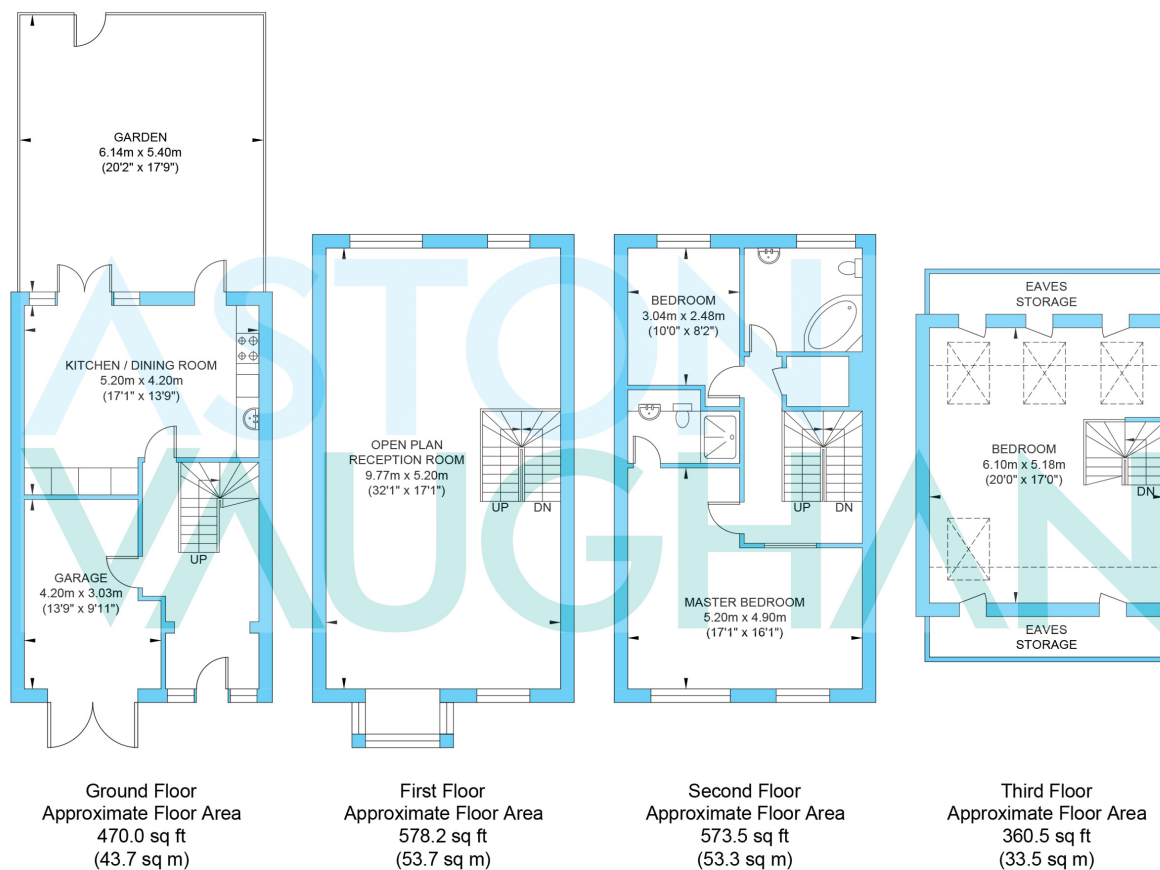 GARDEN
6.14m x 5.40m
(20'2" x 17'9")
KITCHEN / DINING ROOM
5.20m x 4.20m
(17'1" x 13'9")
UP
GARAGE
4.20m x 3.03m
(13'9" x 9'11")
OPEN PLAN
RECEPTION ROOM
9.77m x 5.20m
(32'1" x 17'1")
UP DN
BEDROOM
3.04m x 2.48m
(10'0" x 8'2")
UP DN
MASTER BEDROOM
5.20m x 4.90m
(17'1" x 16'1")
EAVES
STORAGE
BEDROOM
6.10m x 5.18m
(20'0" x 17'0")
DN
EAVES
STORAGE
ASTON
VAUGHAN
Ground Floor
Approximate Floor Area
470.0 sq ft
(43.7 sq m)
First Floor
Approximate Floor Area
578.2 sq ft
(53.7 sq m)
Second Floor
Approximate Floor Area
573.5 sq ft
(53.3 sq m)
Third Floor
Approximate Floor Area
360.5 sq ft
(33.5 sq m)